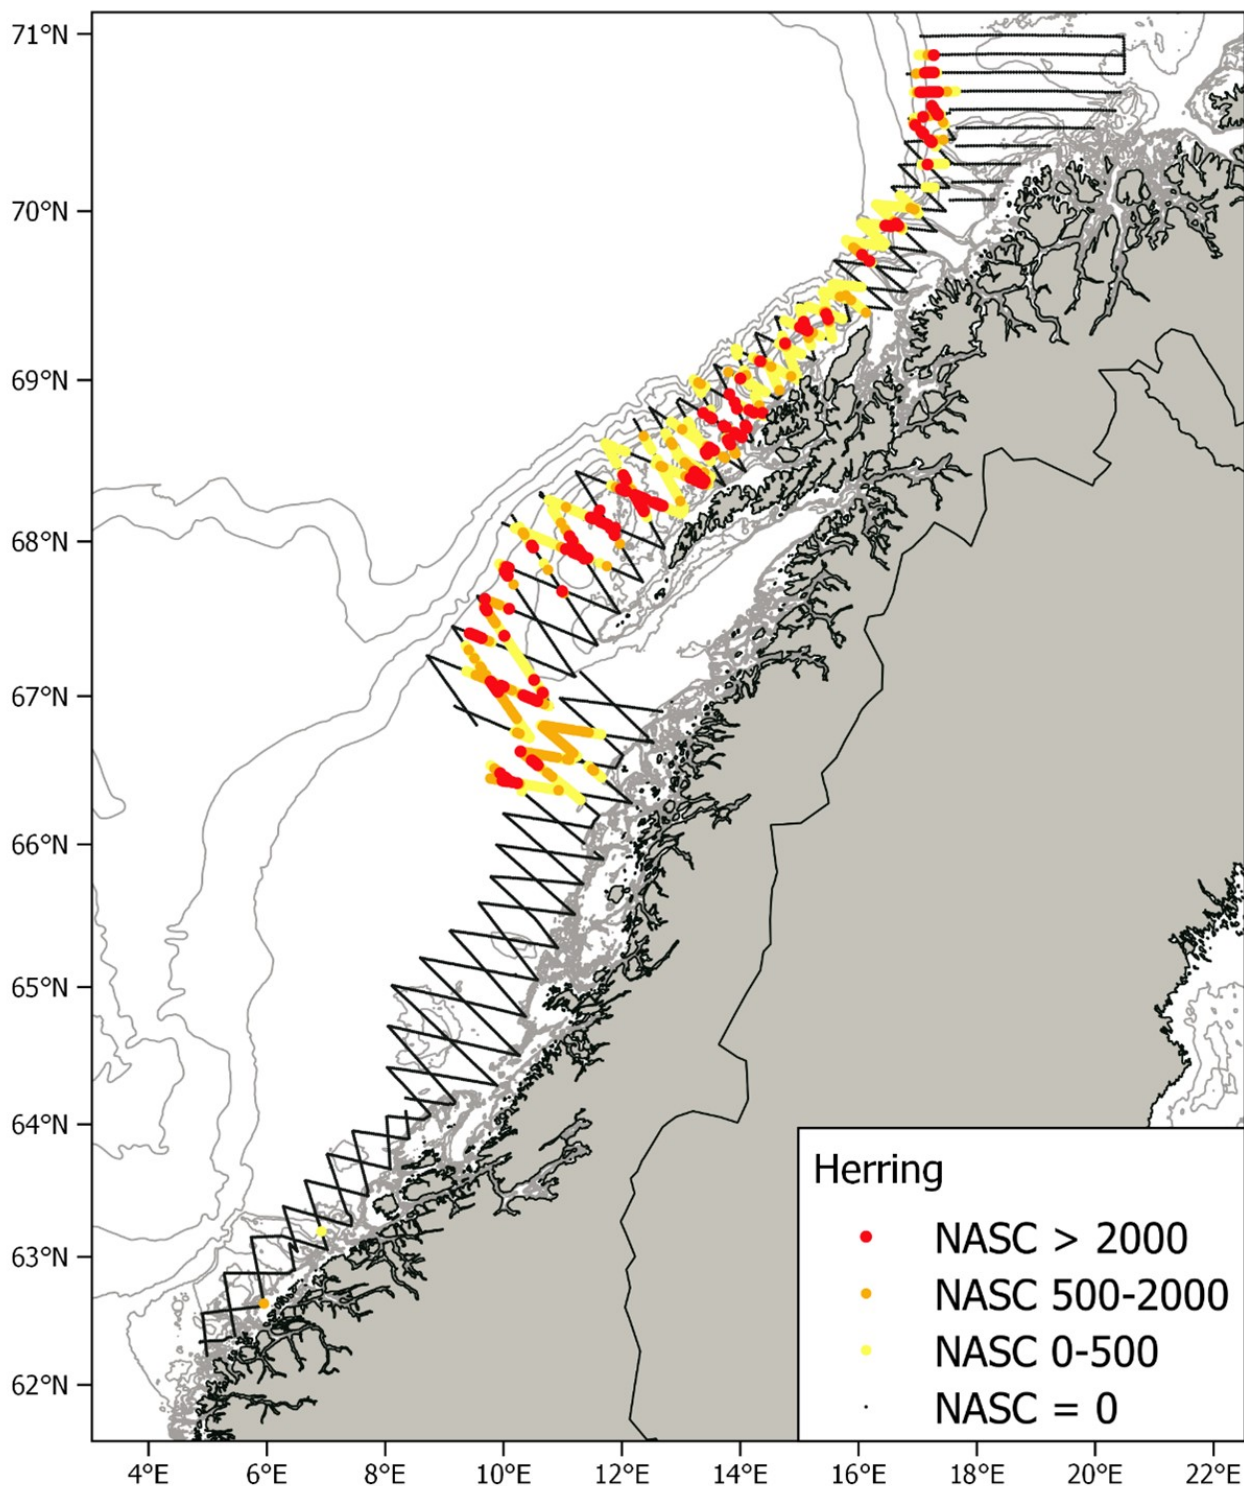 71°N
70°N
69°N
68°N
67°N
66°N
65°N
64°N
63°N
62°N
Herring
NASC > 2000
NASC 500-2000
NASC 0-500
NASC = 0
4°E 6°E 8°E 10°E 12°E 14°E 16°E 18°E 20°E 22°E